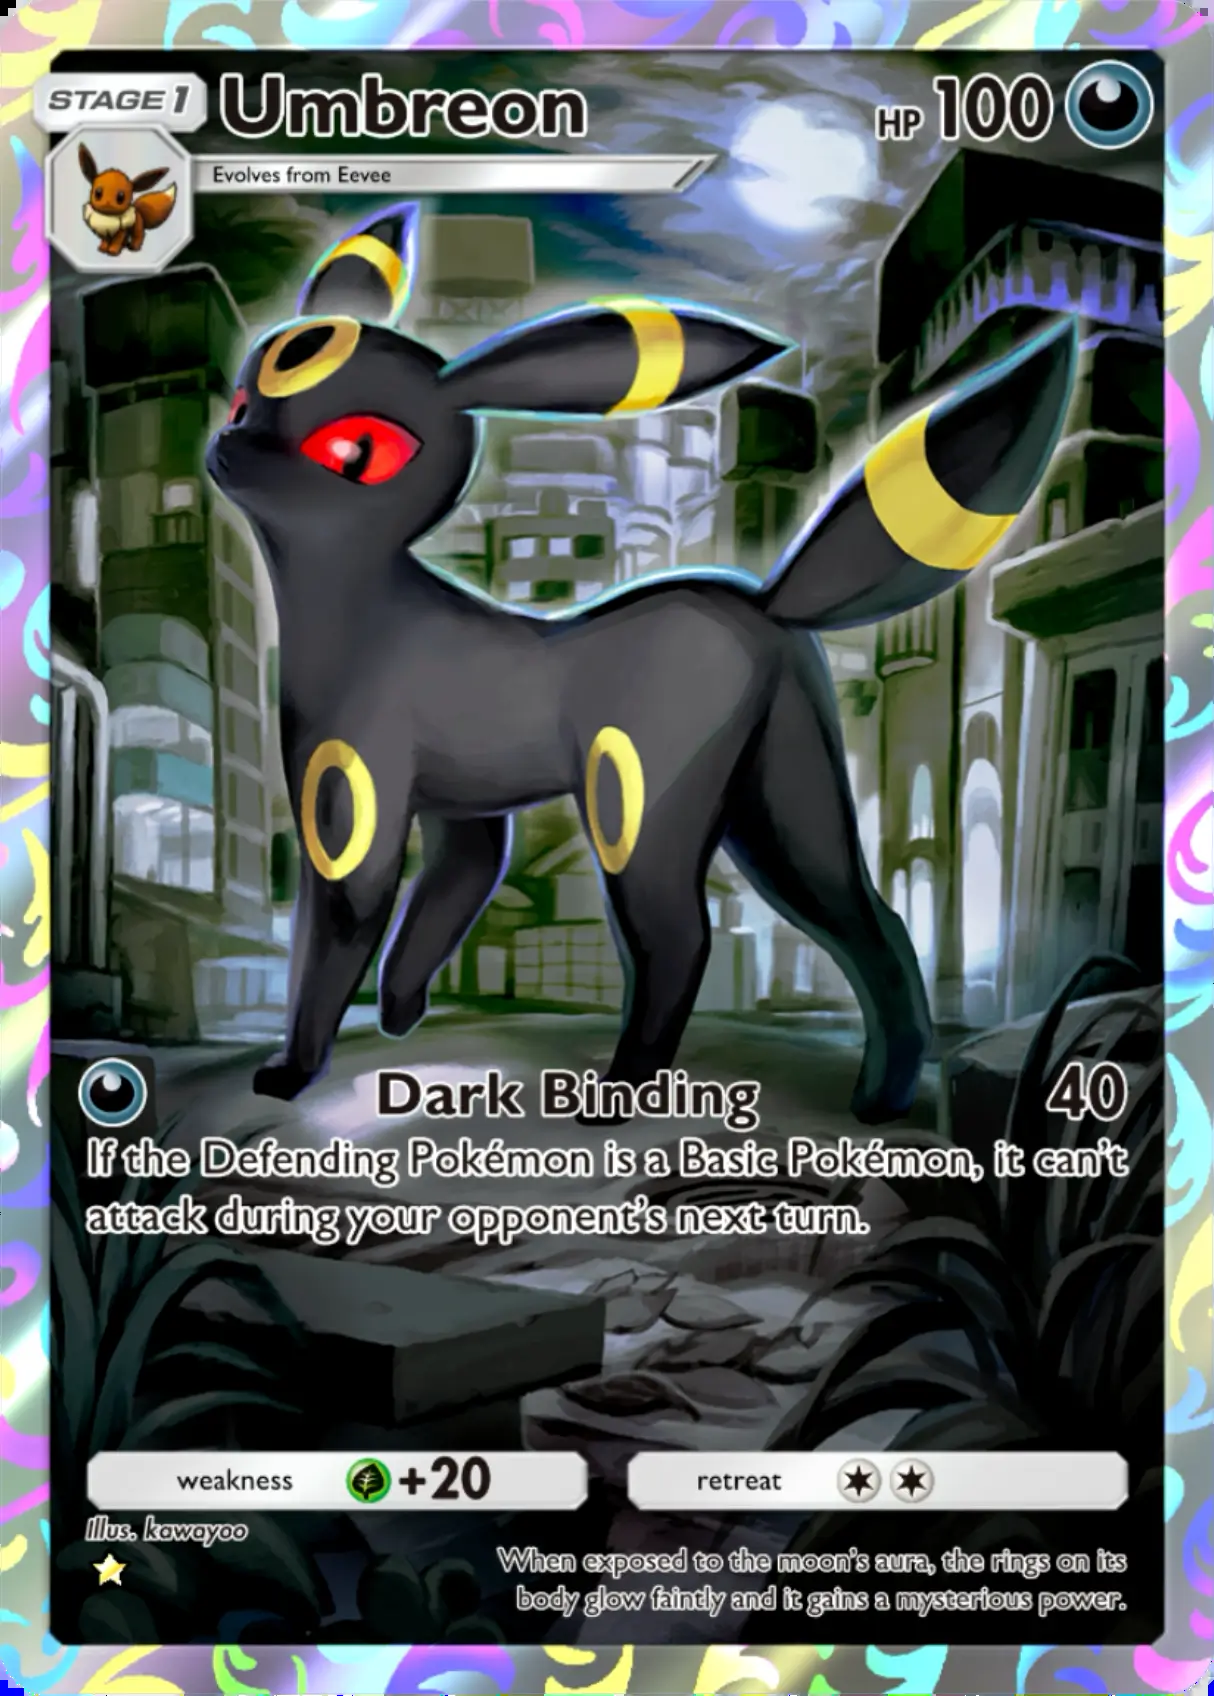 STAGE 1
Umbreon
HP 100
Evolves from Eevee
Dark Binding 40
If the Defending Pokémon is a Basic Pokémon, it can't
attack during your opponent's next turn.
weakness +20
retreat
Illus. kawayoo
When exposed to the moon's aura, the rings on its
body glow faintly and it gains a mysterious power.